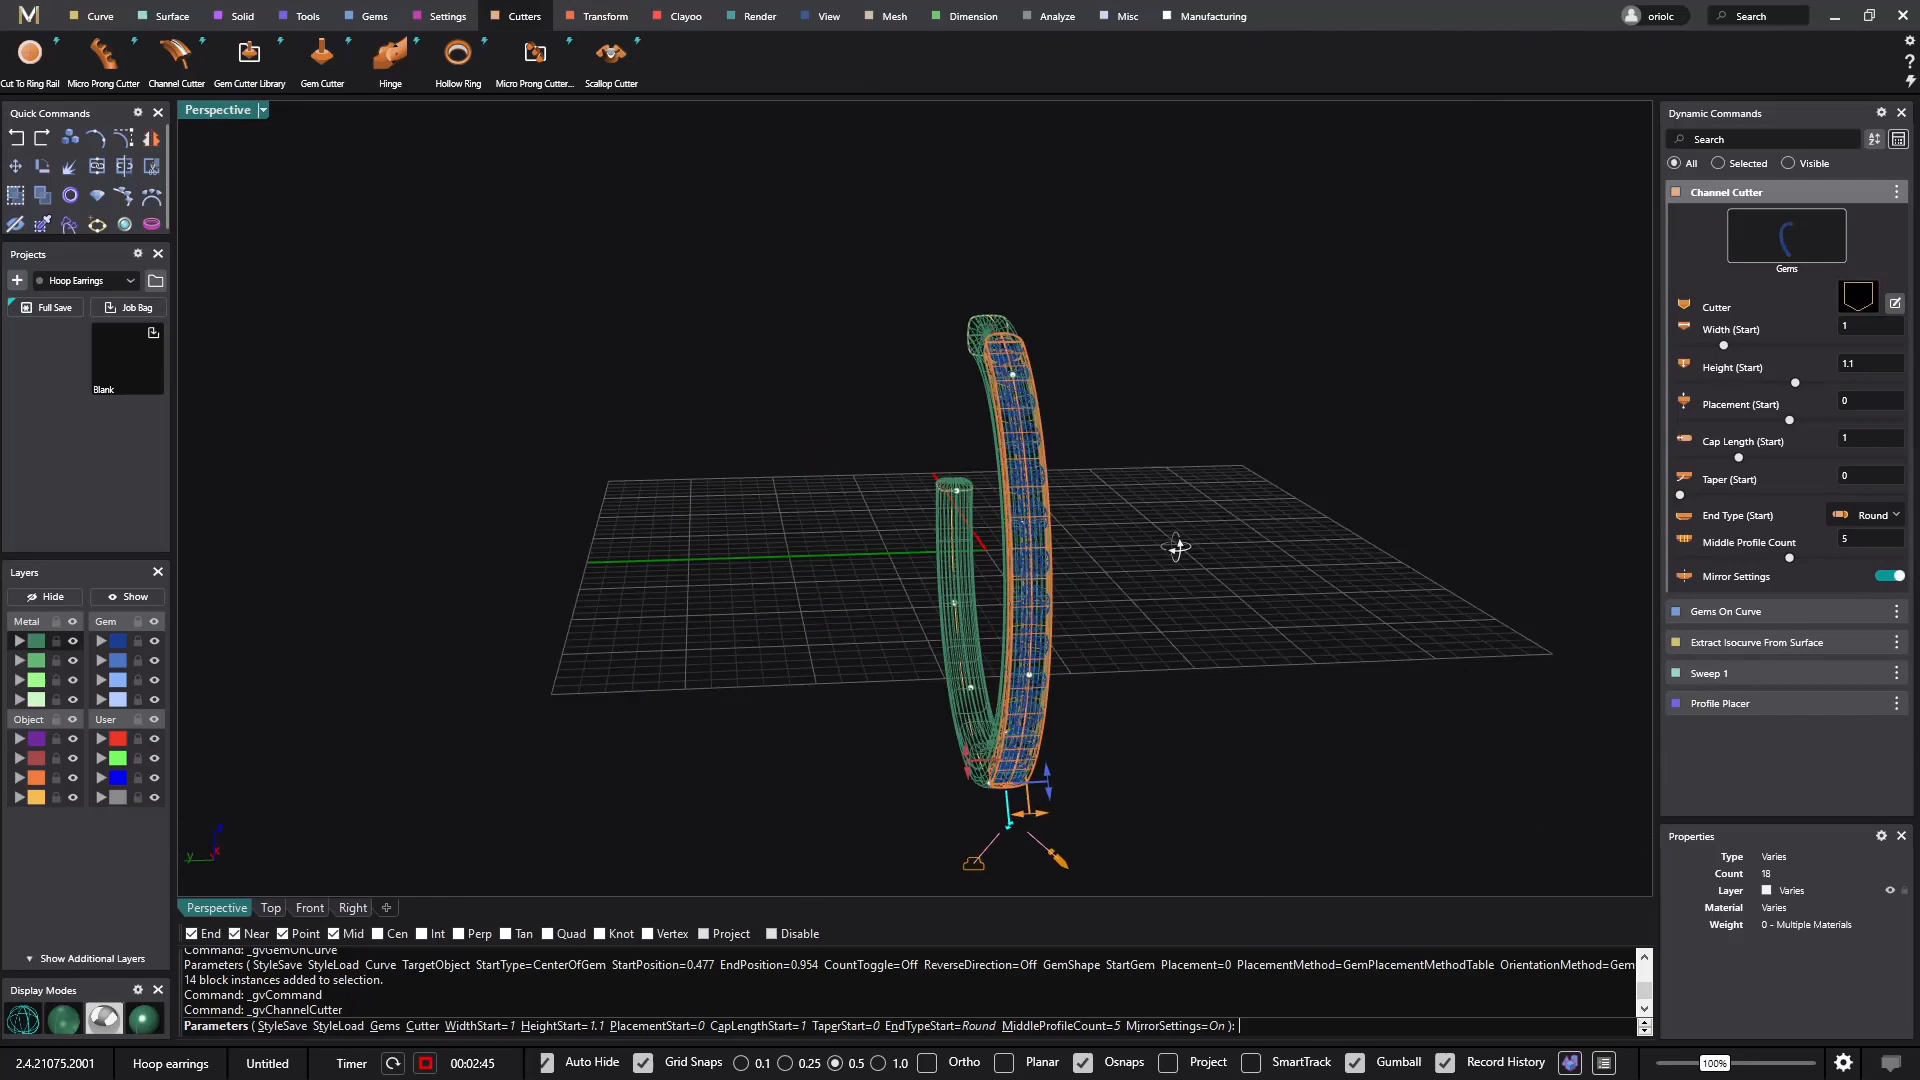 Curve Surface Solid Tools Gems Settings Cutters Transform Clayoo Render View Mesh Dimension Analyze Misc Manufacturing oriolc Search
Cut To Ring Rail Micro Prong Cutter Channel Cutter Gem Cutter Library Gem Cutter Hinge Hollow Ring Micro Prong Cutter... Scallop Cutter
Quick Commands
Projects
Hoop Earrings
Full Save Job Bag
Blank
Layers
Hide Show
Metal Gem
Object User
Show Additional Layers
Display Modes
Perspective
x
y
Perspective Top Front Right
End Near Point Mid Cen Int Perp Tan Quad Knot Vertex Project Disable
Command: _gvGemOnCurve
Parameters ( StyleSave StyleLoad Curve TargetObject StartType=CenterOfGem StartPosition=0.477 EndPosition=0.954 CountToggle=Off ReverseDirection=Off GemShape StartGem Placement=0 PlacementMethod=GemPlacementMethodTable OrientationMethod=Gem
14 block instances added to selection.
Command: _gvCommand
Command: _gvChannelCutter
Parameters ( StyleSave StyleLoad Gems Cutter WidthStart=1 HeightStart=1.1 PlacementStart=0 CapLengthStart=1 TaperStart=0 EndTypeStart=Round MiddleProfileCount=5 MirrorSettings=On ):
Dynamic Commands
Search
All Selected Visible
Channel Cutter
Gems
Cutter
Width (Start) 1
Height (Start) 1.1
Placement (Start) 0
Cap Length (Start) 1
Taper (Start) 0
End Type (Start) Round
Middle Profile Count 5
Mirror Settings
Gems On Curve
Extract Isocurve From Surface
Sweep 1
Profile Placer
Properties
Type Varies
Count 18
Layer Varies
Material Varies
Weight 0 - Multiple Materials
2.4.21075.2001 Hoop earrings Untitled Timer 00:02:45 Auto Hide Grid Snaps 0.1 0.25 0.5 1.0 Ortho Planar Osnaps Project SmartTrack Gumball Record History 100%